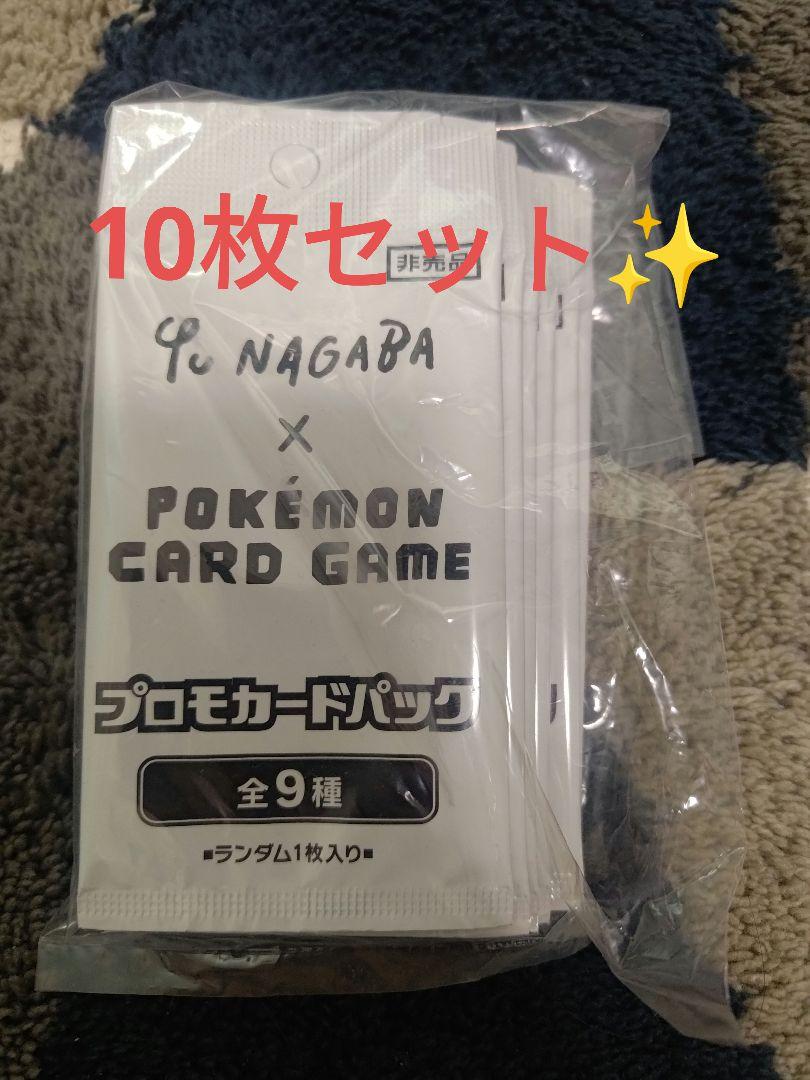 10枚セット✨
非売品
Yu NAGABA
×
POKÉMON
CARD GAME
プロモカードパック
全9種
■ランダム1枚入り■